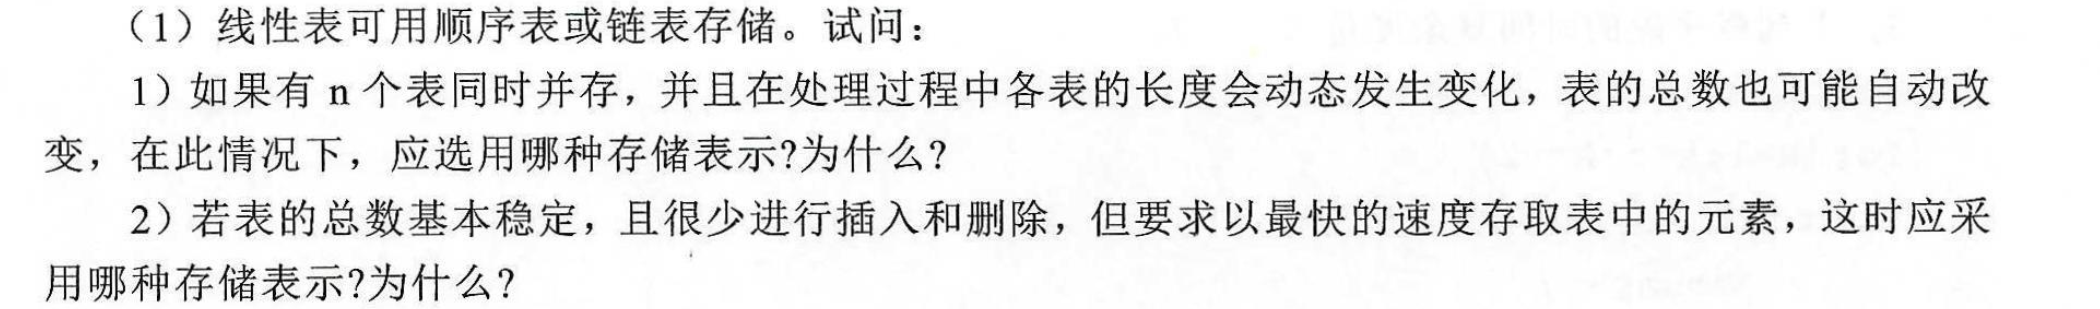 （1）线性表可用顺序表或链表存储。试问：
1）如果有 n 个表同时并存，并且在处理过程中各表的长度会动态发生变化，表的总数也可能自动改
变，在此情况下，应选用哪种存储表示?为什么?
2）若表的总数基本稳定，且很少进行插入和删除，但要求以最快的速度存取表中的元素，这时应采
用哪种存储表示?为什么?